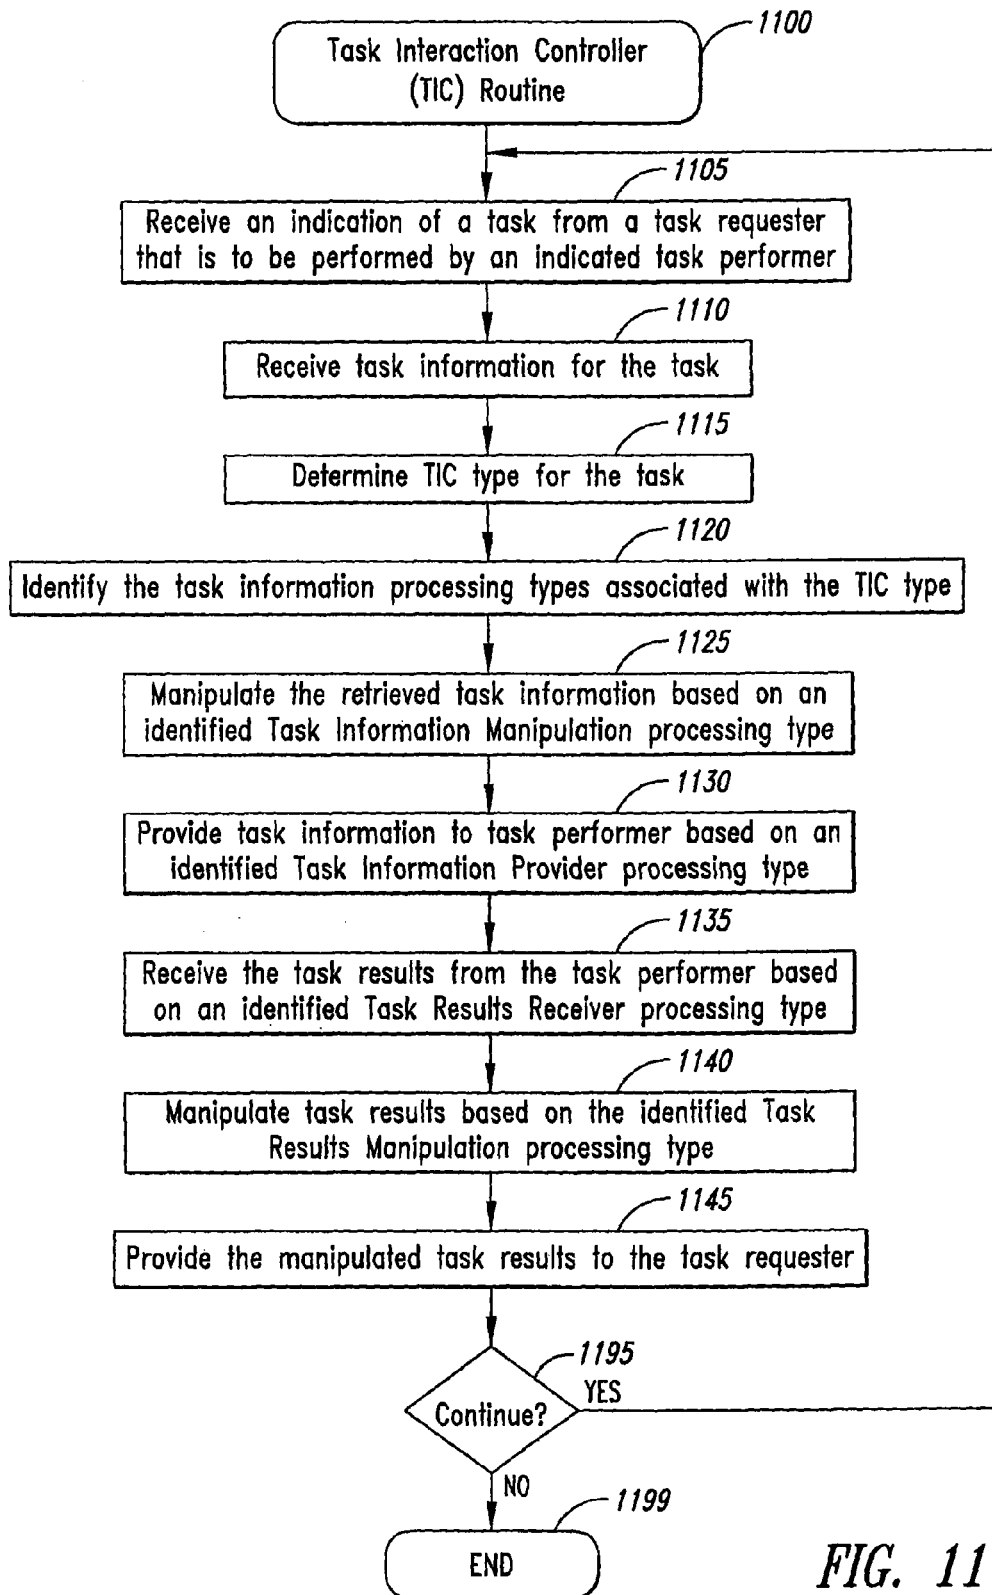 1100
Task Interaction Controller
(TIC) Routine
1105
Receive an indication of a task from a task requester
that is to be performed by an indicated task performer
1110
Receive task information for the task
1115
Determine TIC type for the task
1120
Identify the task information processing types associated with the TIC type
1125
Manipulate the retrieved task information based on an
identified Task Information Manipulation processing type
1130
Provide task information to task performer based on an
identified Task Information Provider processing type
1135
Receive the task results from the task performer based
on an identified Task Results Receiver processing type
1140
Manipulate task results based on the identified Task
Results Manipulation processing type
1145
Provide the manipulated task results to the task requester
1195
YES
Continue?
NO
1199
END
FIG. 11